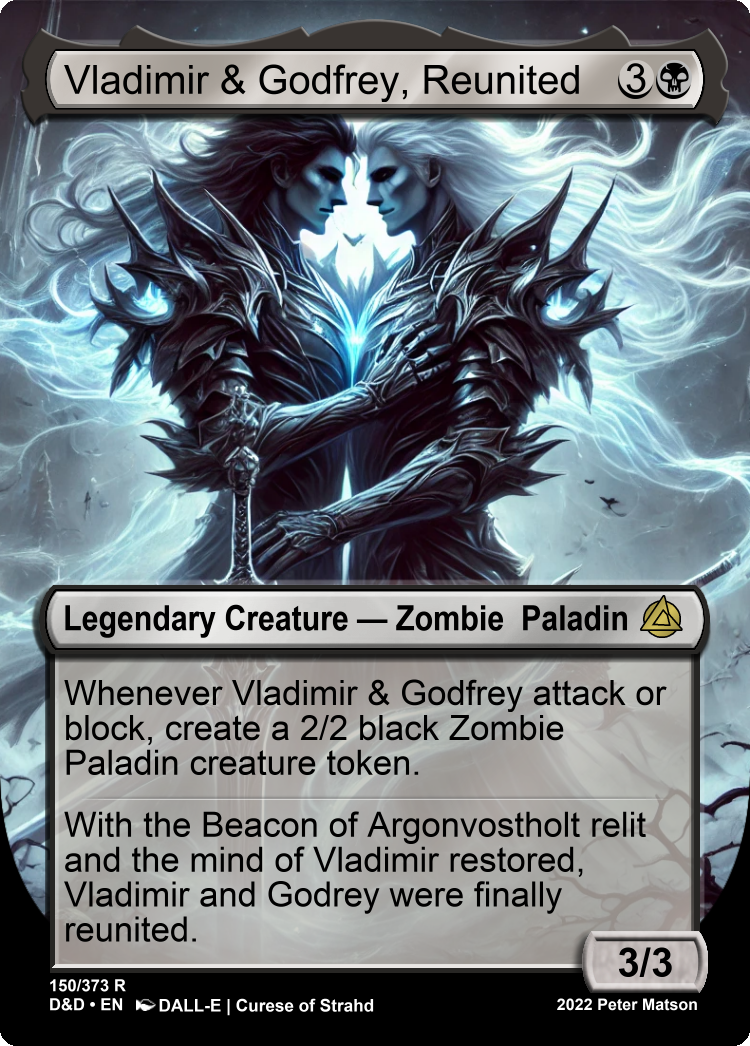 Vladimir & Godfrey, Reunited 3
Legendary Creature — Zombie  Paladin
Whenever Vladimir & Godfrey attack or
block, create a 2/2 black Zombie
Paladin creature token.
With the Beacon of Argonvostholt relit
and the mind of Vladimir restored,
Vladimir and Godrey were finally
reunited.
3/3
150/373 R
D&D • EN DALL-E | Curese of Strahd
2022 Peter Matson